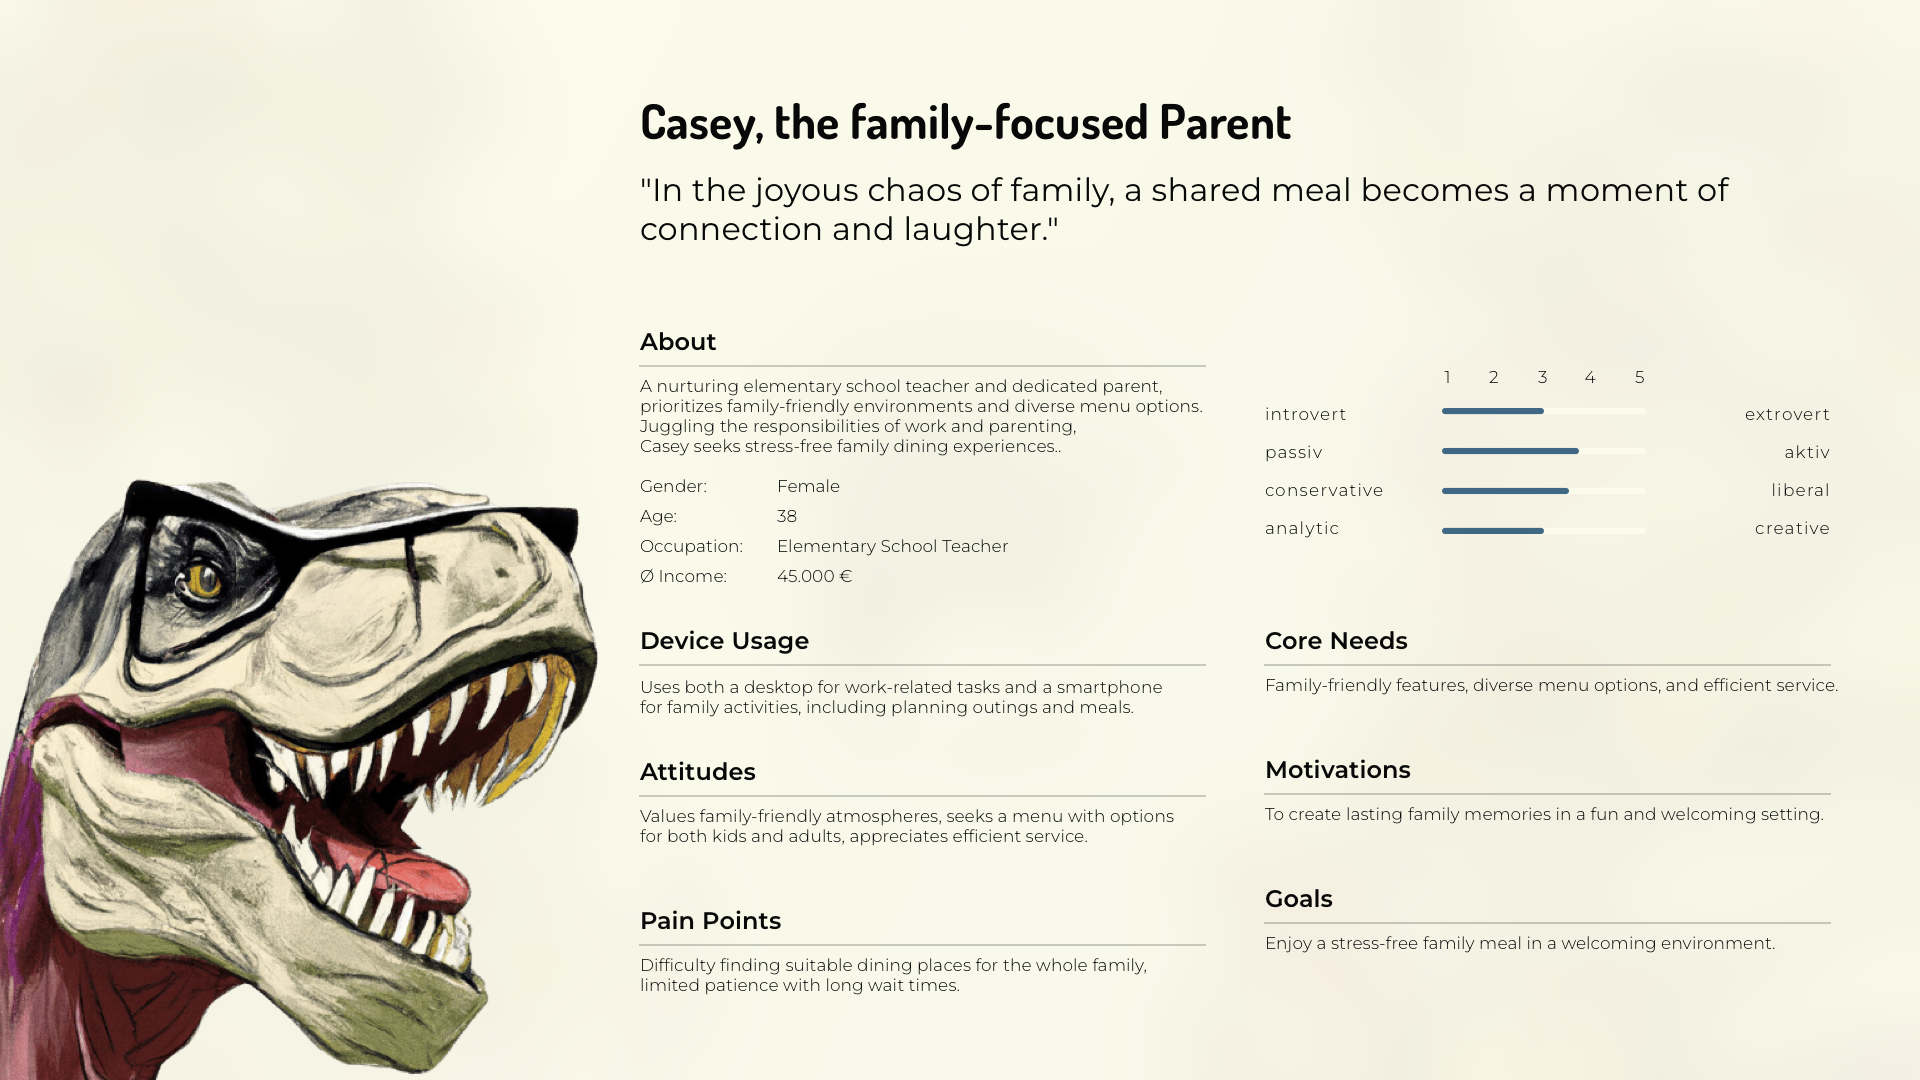 Casey, the family-focused Parent
"In the joyous chaos of family, a shared meal becomes a moment of
connection and laughter."
About
A nurturing elementary school teacher and dedicated parent,
prioritizes family-friendly environments and diverse menu options.
Juggling the responsibilities of work and parenting,
Casey seeks stress-free family dining experiences..
Gender: Female
Age: 38
Occupation: Elementary School Teacher
Ø Income: 45.000 €
1 2 3 4 5
introvert extrovert
passiv aktiv
conservative liberal
analytic creative
Device Usage
Uses both a desktop for work-related tasks and a smartphone
for family activities, including planning outings and meals.
Core Needs
Family-friendly features, diverse menu options, and efficient service.
Attitudes
Values family-friendly atmospheres, seeks a menu with options
for both kids and adults, appreciates efficient service.
Motivations
To create lasting family memories in a fun and welcoming setting.
Pain Points
Difficulty finding suitable dining places for the whole family,
limited patience with long wait times.
Goals
Enjoy a stress-free family meal in a welcoming environment.